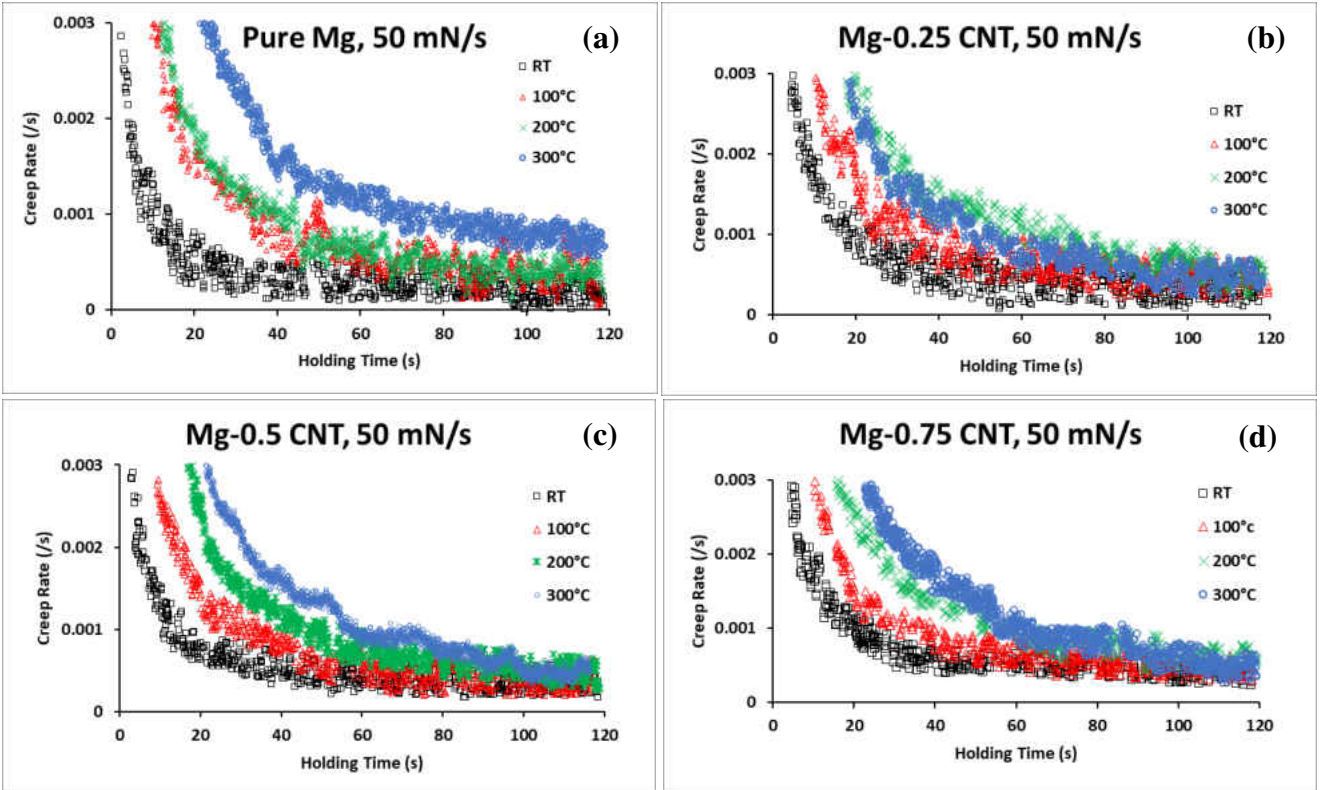 Pure Mg, 50 mN/s
(a)
0.003
0.002
0.001
0
Creep Rate (/s)
RT
100°C
200°C
300°C
0 20 40 60 80 100 120
Holding Time (s)
Mg-0.25 CNT, 50 mN/s
(b)
0.003
0.002
0.001
0
Creep Rate (/s)
RT
100°C
200°C
300°C
0 20 40 60 80 100 120
Holding Time (s)
Mg-0.5 CNT, 50 mN/s
(c)
0.003
0.002
0.001
0
Creep Rate (/s)
RT
100°C
200°C
300°C
0 20 40 60 80 100 120
Holding Time (s)
Mg-0.75 CNT, 50 mN/s
(d)
0.003
0.002
0.001
0
Creep Rate (/s)
RT
100°c
200°C
300°C
0 20 40 60 80 100 120
Holding Time (s)